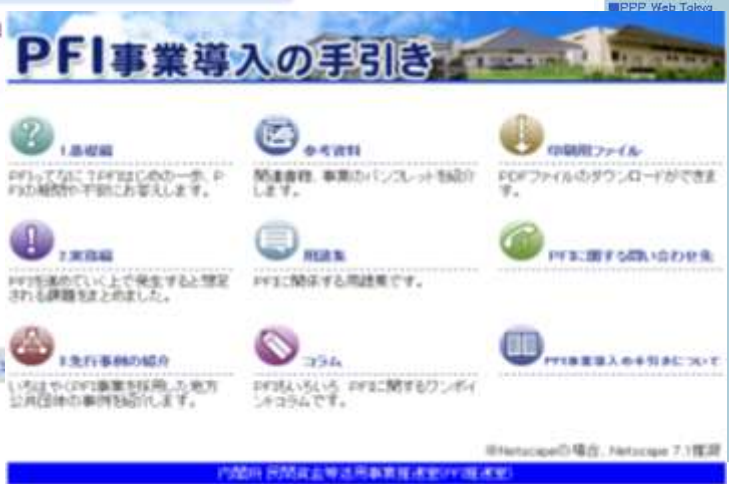 ■PPP Web Tokyo
PFI事業導入の手引き
1.基礎編
PFIってなに?PFIはじめの一歩、P
FIの疑問や不明にお答えします。
参考資料
関連書籍、事業のパンフレットを紹介
します。
印刷用ファイル
PDFファイルのダウンロードができま
す。
2.実務編
PFIを進めていく上で発生すると想定
される課題をまとめました。
用語集
PFIに関係する用語集です。
PFIに関する問い合わせ先
3.先行事例の紹介
いちはやくPFI事業を採用した地方
公共団体の事例を紹介します。
コラム
PFIもいろいろ PFIに関するワンポイ
ントコラムです。
PFI事業導入の手引きについて
※Netscapeの場合、Netscape 7.1推奨
内閣府 民間資金等活用事業推進室(PFI推進室)